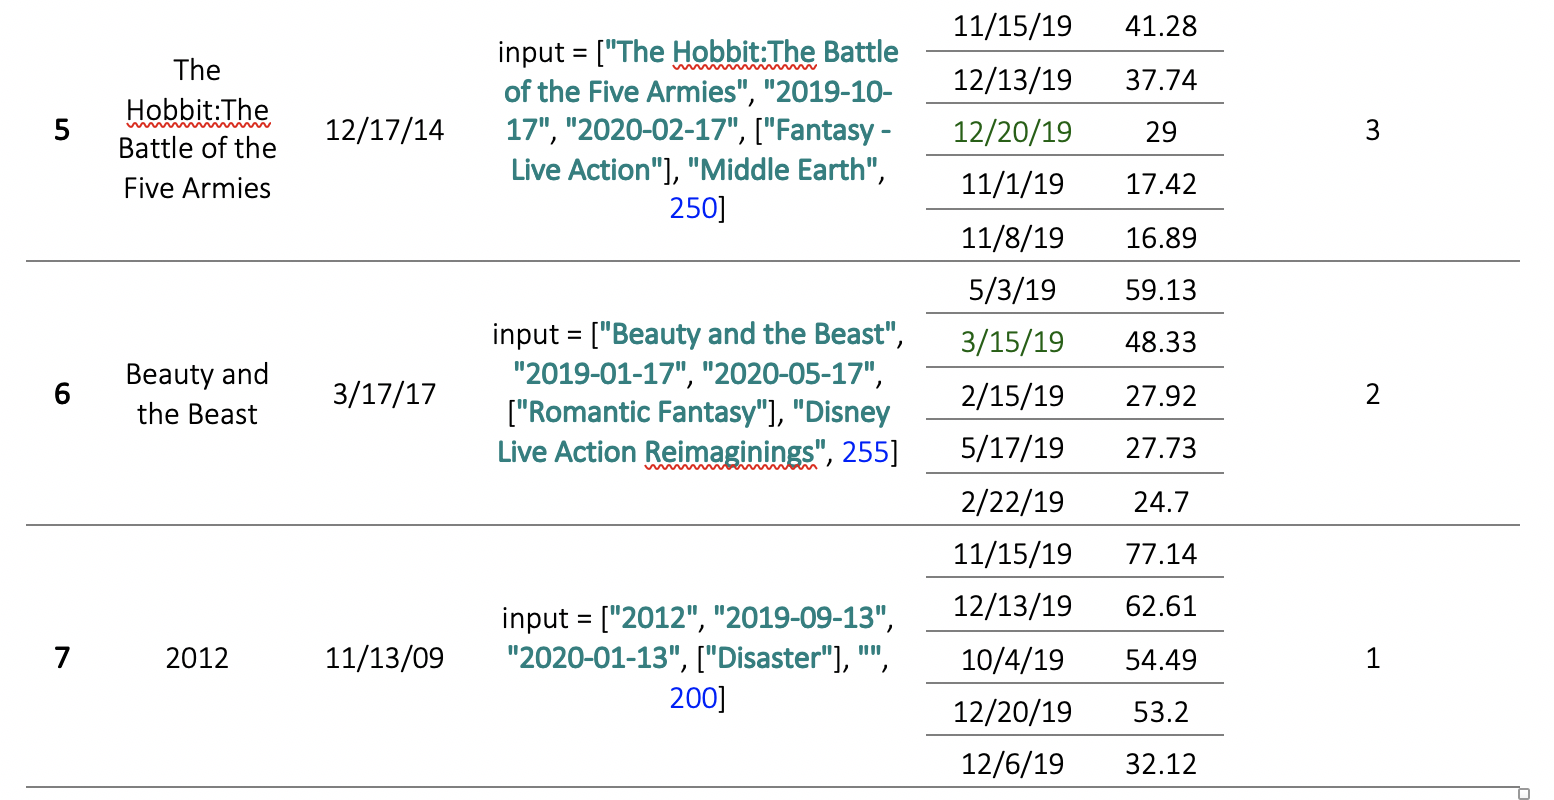 5
The
Hobbit:The
Battle of the
Five Armies
12/17/14
input = ["The Hobbit:The Battle
of the Five Armies", "2019-10-
17", "2020-02-17", ["Fantasy -
Live Action"], "Middle Earth",
250]
11/15/19 41.28
12/13/19 37.74
12/20/19 29
11/1/19 17.42
11/8/19 16.89
3
6
Beauty and
the Beast
3/17/17
input = ["Beauty and the Beast",
"2019-01-17", "2020-05-17",
["Romantic Fantasy"], "Disney
Live Action Reimaginings", 255]
5/3/19 59.13
3/15/19 48.33
2/15/19 27.92
5/17/19 27.73
2/22/19 24.7
2
7
2012
11/13/09
input = ["2012", "2019-09-13",
"2020-01-13", ["Disaster"], "",
200]
11/15/19 77.14
12/13/19 62.61
10/4/19 54.49
12/20/19 53.2
12/6/19 32.12
1